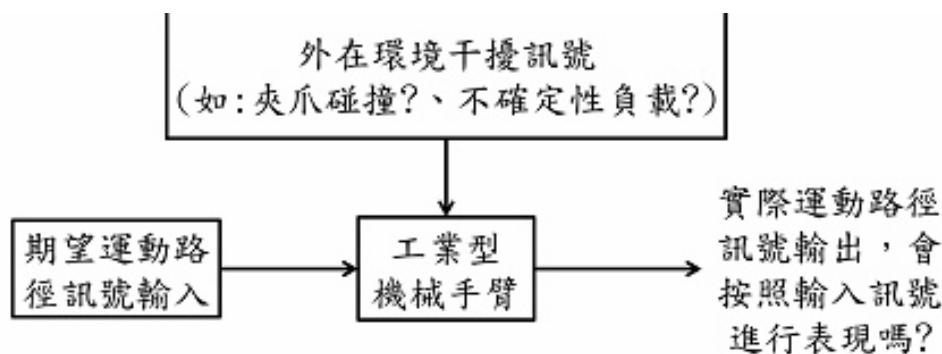 外在環境干擾訊號
(如:夾爪碰撞?、不確定性負載?)
期望運動路
徑訊號輸入
工業型
機械手臂
實際運動路徑
訊號輸出，會
按照輸入訊號
進行表現嗎?